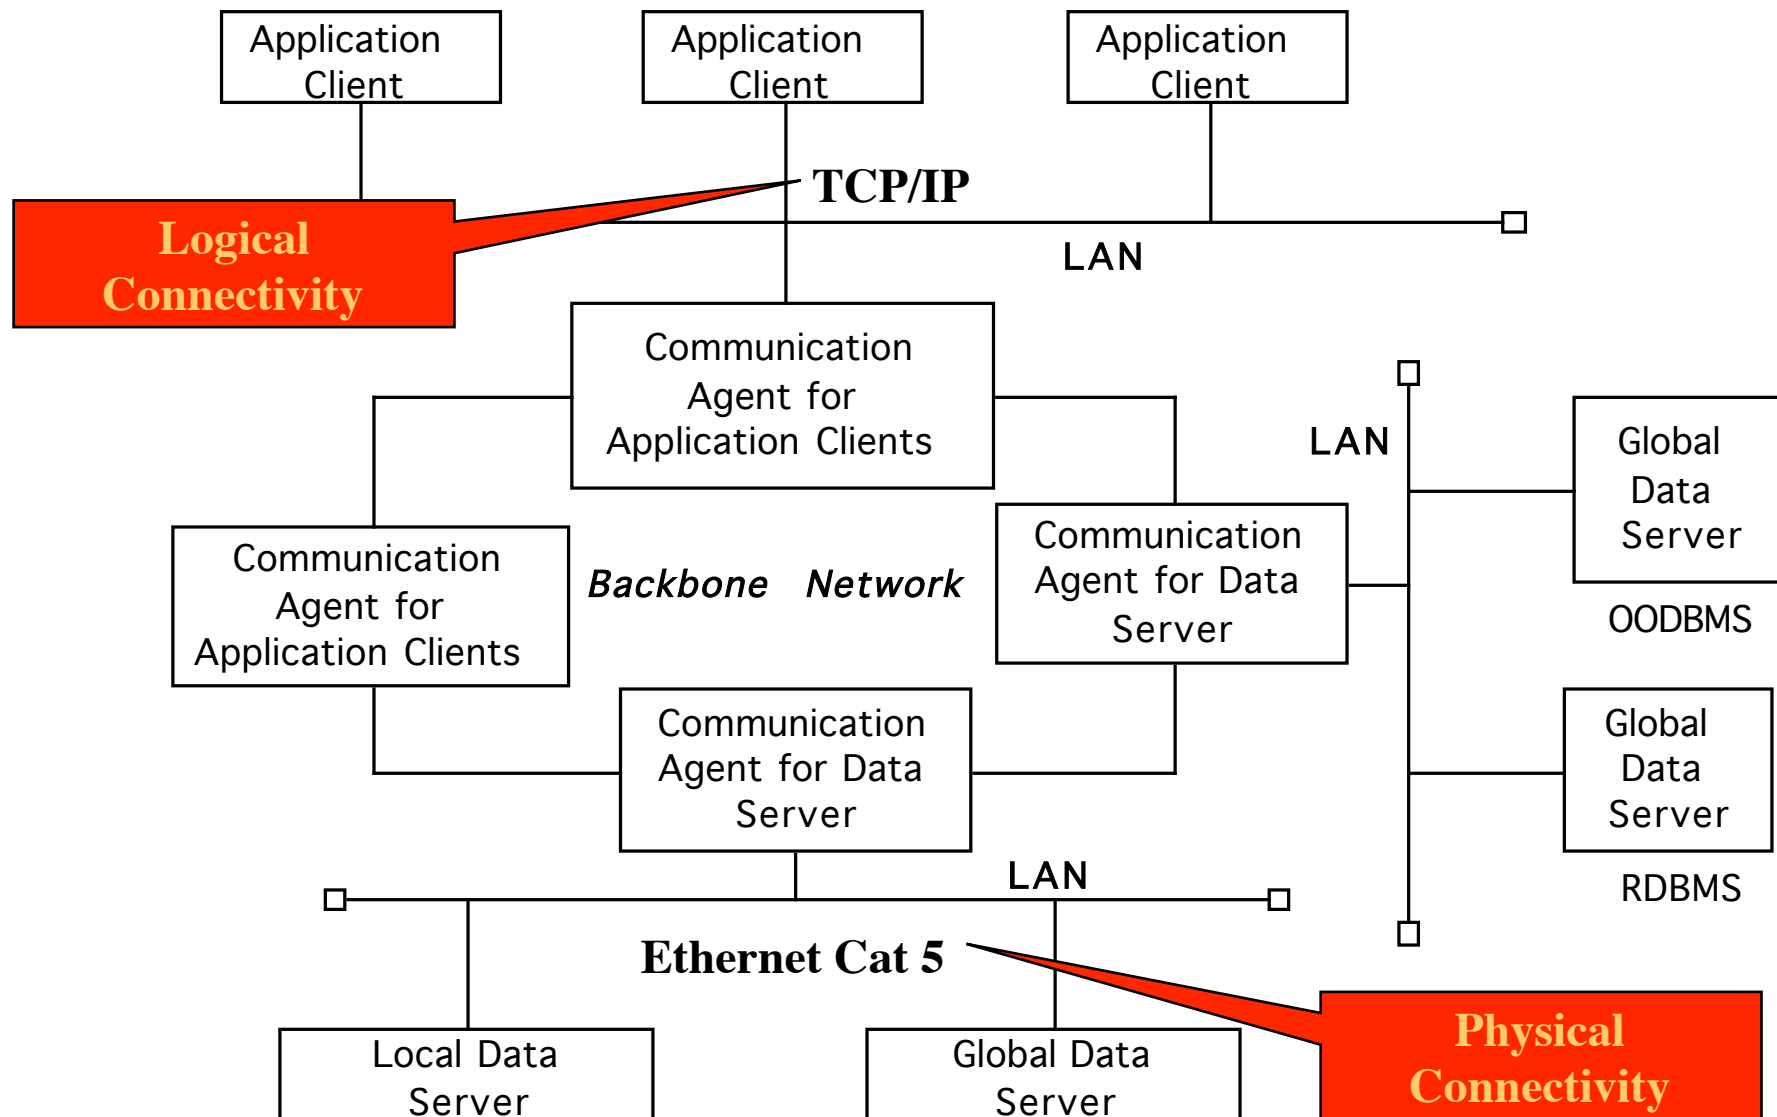 Application
Client
Application
Client
Application
Client
TCP/IP
Logical
Connectivity
LAN
Communication
Agent for
Application Clients
LAN
Global
Data
Server
OODBMS
Communication
Agent for
Application Clients
Backbone Network
Communication
Agent for Data
Server
Communication
Agent for Data
Server
Global
Data
Server
RDBMS
LAN
Ethernet Cat 5
Local Data
Server
Global Data
Server
Physical
Connectivity